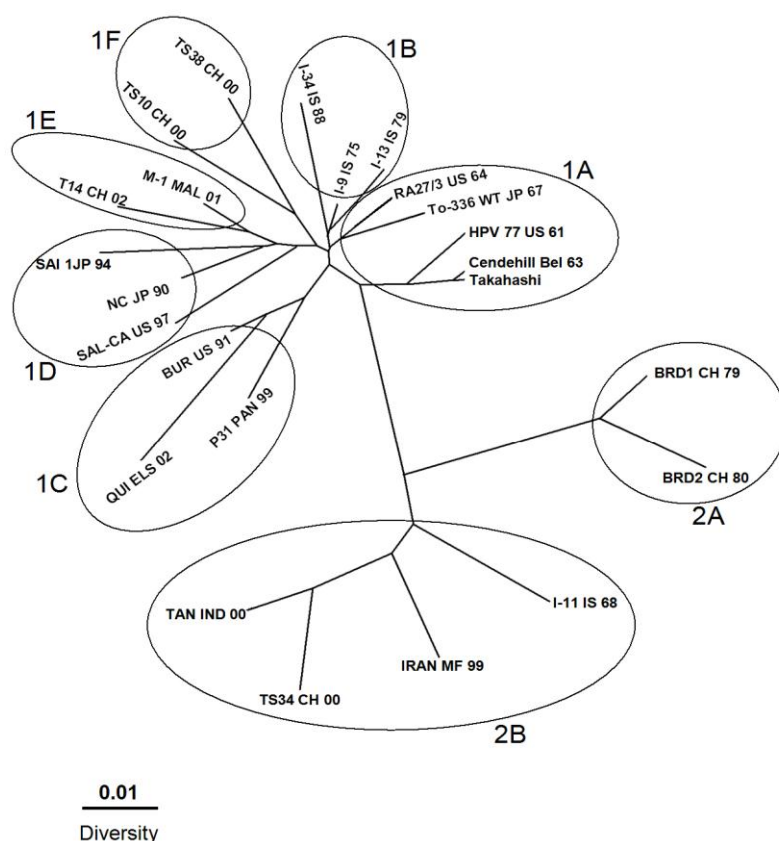 1F
1B
TS38 CH 00
TS10 CH 00
I-34 IS 88
I-9 IS 75
I-13 IS 79
1E
T14 CH 02
M-1 MAL 01
1A
RA27/3 US 64
To-336 WT JP 67
HPV 77 US 61
Cendehill Bel 63
Takahashi
SAI 1JP 94
NC JP 90
SAL-CA US 97
1D
BUR US 91
P31 PAN 99
QUI ELS 02
1C
BRD1 CH 79
BRD2 CH 80
2A
TAN IND 00
I-11 IS 68
IRAN MF 99
TS34 CH 00
2B
0.01
Diversity